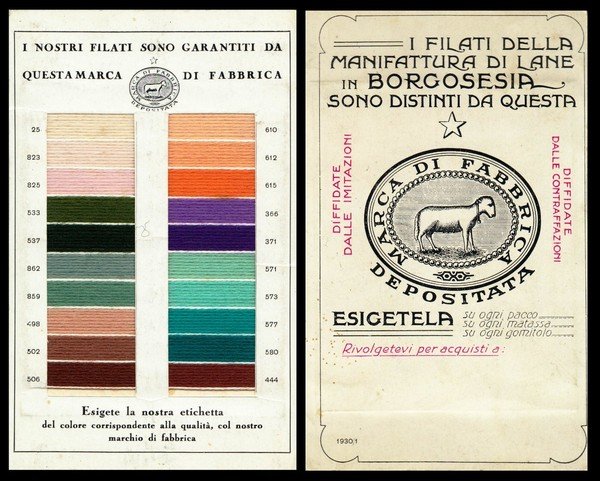 I NOSTRI FILATI SONO GARANTITI DA
QUESTA MARCA DI FABBRICA
MARCA DI FABBRICA
DEPOSITATA
25
823
825
533
537
862
859
498
502
506
610
612
615
366
371
571
573
577
580
444
Esigete la nostra etichetta
del colore corrispondente alla qualità, col nostro
marchio di fabbrica
I FILATI DELLA
MANIFATTURA DI LANE
IN BORGOSESIA
SONO DISTINTI DA QUESTA
DIFFIDATE
DALLE IMITAZIONI
MARCA DI FABBRICA
DEPOSITATA
DIFFIDATE
DALLE CONTRAFFAZIONI
ESIGETELA
su ogni pacco
su ogni matassa
su ogni gomitolo
Rivolgetevi per acquisti a:
1930/1